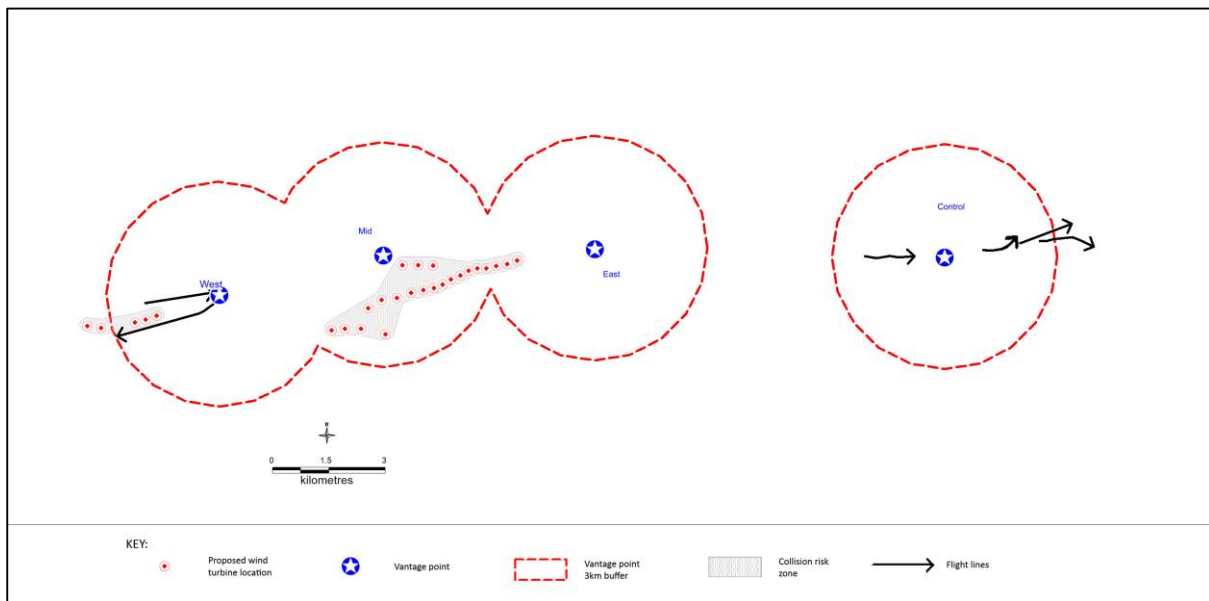 Mid
Control
West
East
N
0 1.5 3
kilometres
KEY:
Proposed wind
turbine location
Vantage point
Vantage point
3km buffer
Collision risk
zone
Flight lines